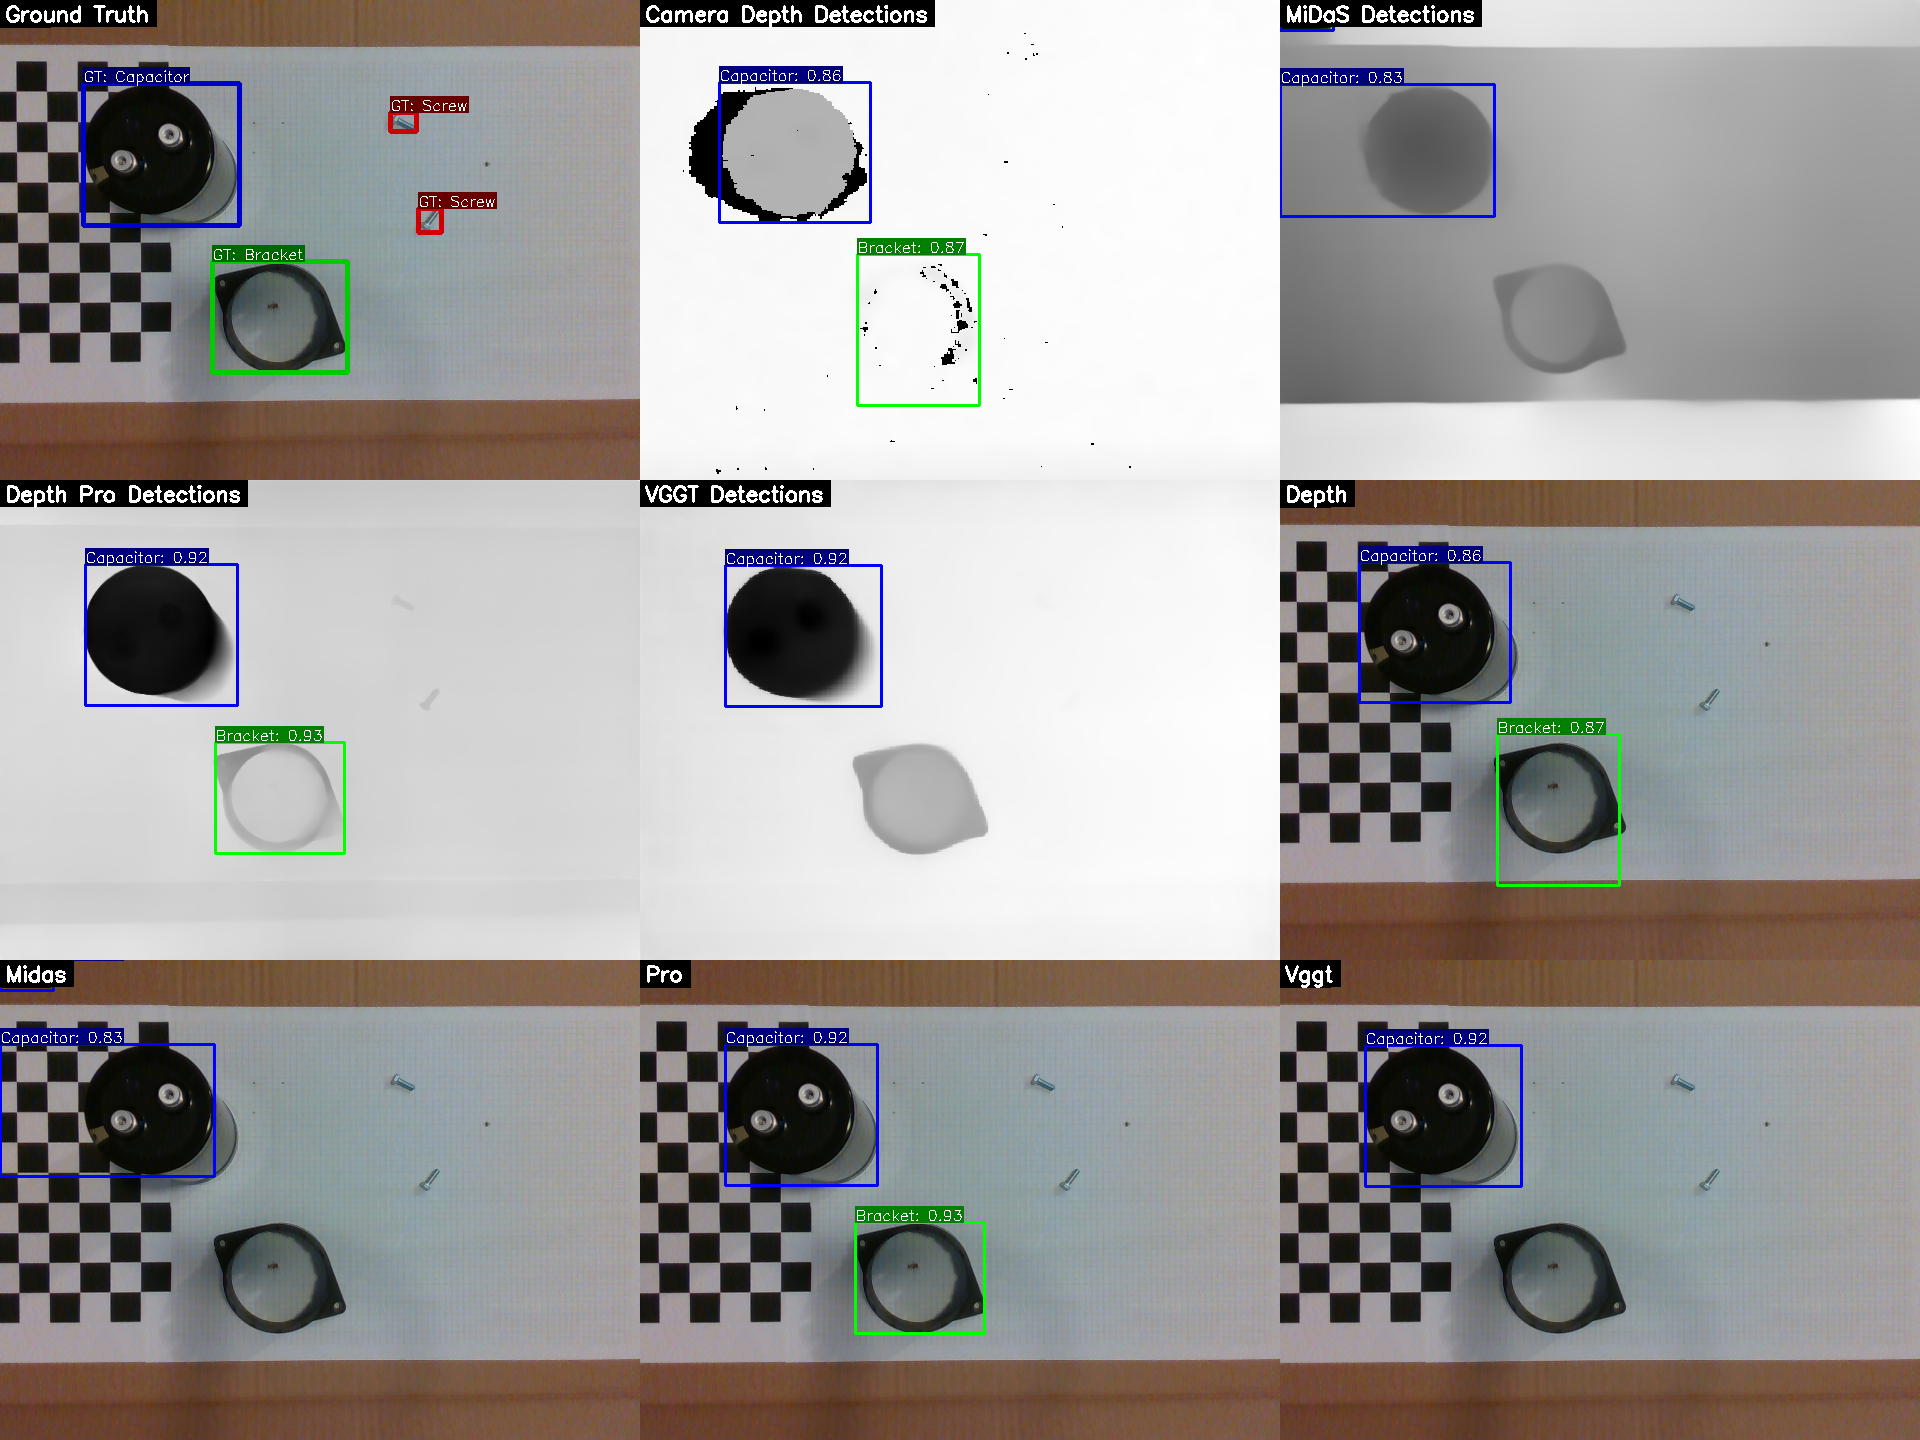 Ground Truth
GT: Capacitor
GT: Screw
GT: Screw
GT: Bracket
Camera Depth Detections
Capacitor: 0.86
Bracket: 0.87
MiDaS Detections
Capacitor: 0.83
Depth Pro Detections
Capacitor: 0.92
Bracket: 0.93
VGGT Detections
Capacitor: 0.92
Depth
Capacitor: 0.86
Bracket: 0.87
Midas
Capacitor: 0.83
Pro
Capacitor: 0.92
Bracket: 0.93
Vggt
Capacitor: 0.92